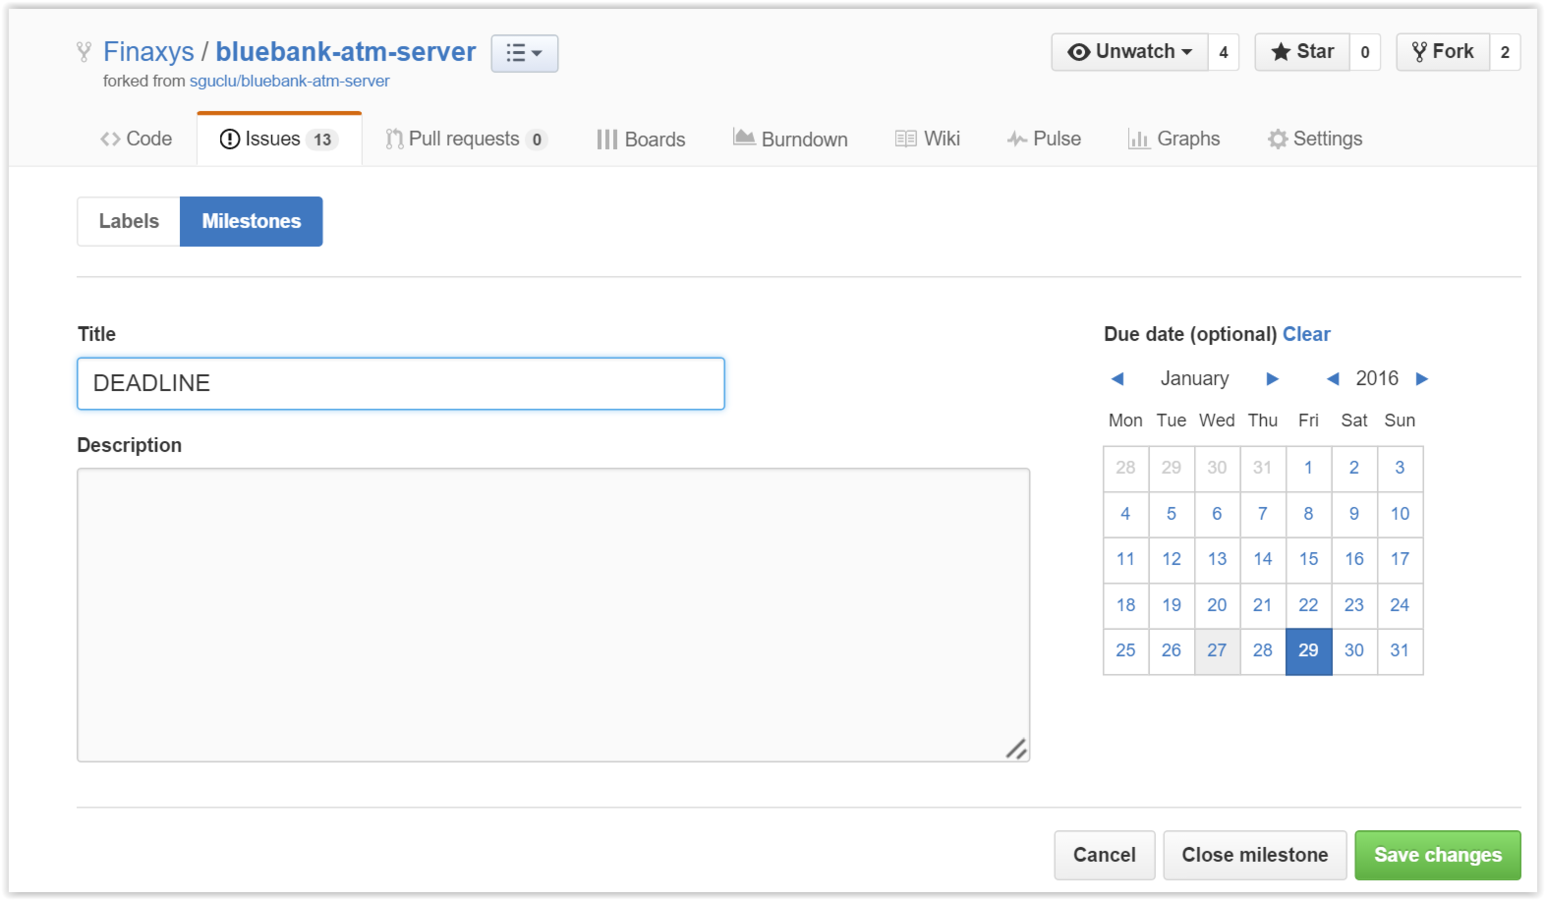 Finaxys / bluebank-atm-server
Unwatch 4 Star 0 Fork 2
forked from sguclu/bluebank-atm-server
Code Issues 13 Pull requests 0 Boards Burndown Wiki Pulse Graphs Settings
Labels Milestones
Title
DEADLINE
Description
Due date (optional) Clear
January 2016
Mon Tue Wed Thu Fri Sat Sun
28 29 30 31 1 2 3
4 5 6 7 8 9 10
11 12 13 14 15 16 17
18 19 20 21 22 23 24
25 26 27 28 29 30 31
Cancel Close milestone Save changes